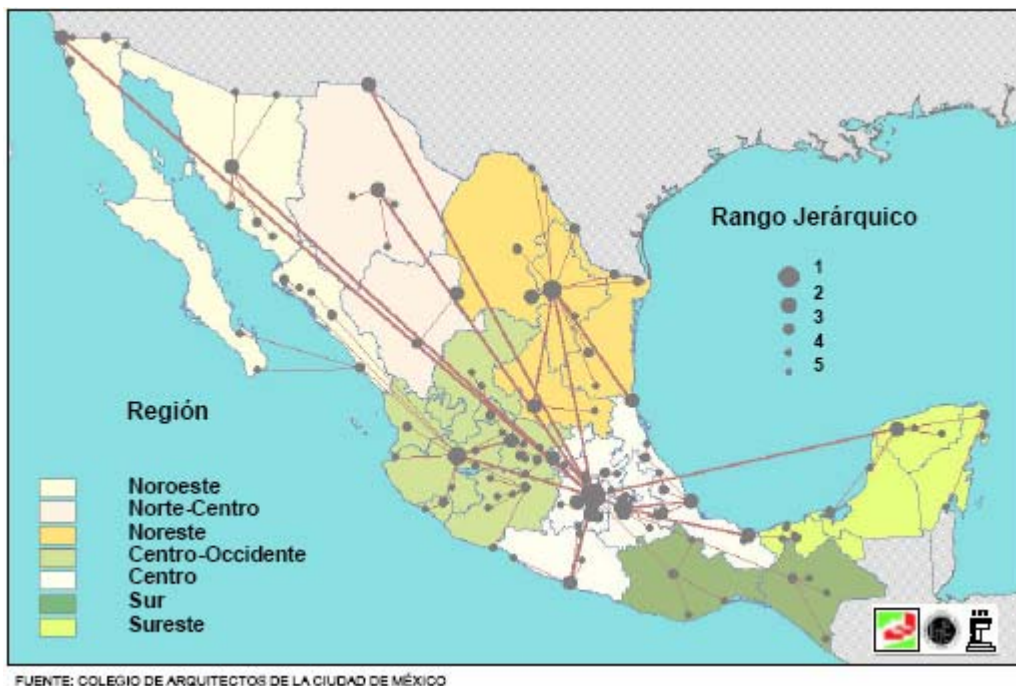 Rango Jerárquico
1
2
3
4
5
Región
Noroeste
Norte-Centro
Noreste
Centro-Occidente
Centro
Sur
Sureste
FUENTE: COLEGIO DE ARQUITECTOS DE LA CIUDAD DE MÉXICO